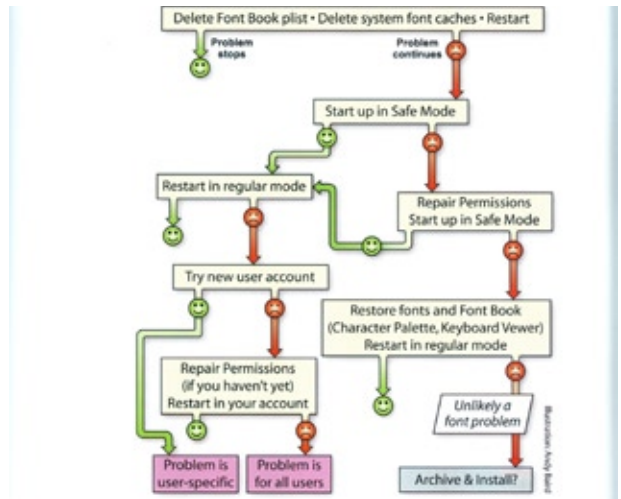 Delete Font Book plist • Delete system font caches • Restart
Problem
stops
Problem
continues
Start up in Safe Mode
Restart in regular mode
Repair Permissions
Start up in Safe Mode
Try new user account
Restore fonts and Font Book
(Character Palette, Keyboard Vewer)
Restart in regular mode
Repair Permissions
(if you haven't yet)
Restart in your account
Unlikely a
font problem
Problem is
user-specific
Problem is
for all users
Archive & Install?
Illustration: Andy Baird